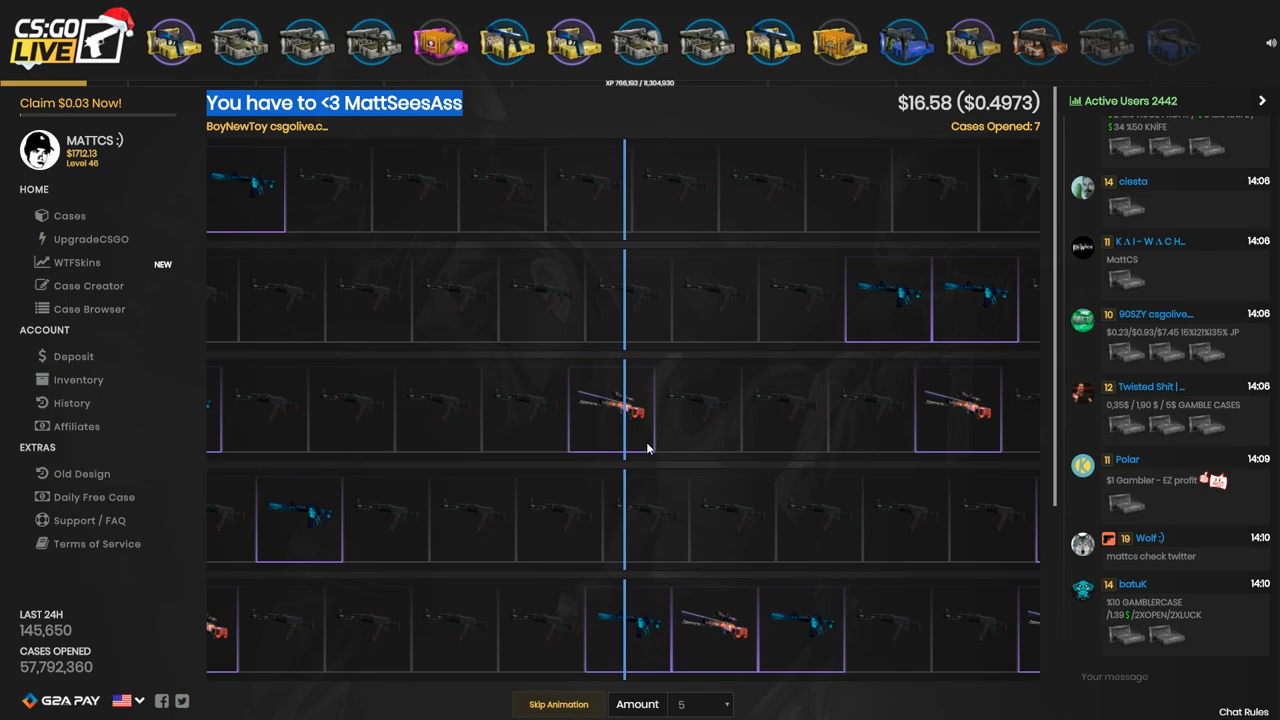 CS:GO
LIVE
XP 766,193 / 11,304,930
Claim $0.03 Now!
MATTCS :)
$1712.13
Level 46
HOME
Cases
UpgradeCSGO
WTFSkins NEW
Case Creator
Case Browser
ACCOUNT
Deposit
Inventory
History
Affiliates
EXTRAS
Old Design
Daily Free Case
Support / FAQ
Terms of Service
LAST 24H
145,650
CASES OPENED
57,792,360
G2A PAY
You have to <3 MattSeesAss
$16.58 ($0.4973)
BoyNewToy csgolive.c...
Cases Opened: 7
Skip Animation
Amount 5
Active Users 2442
$34 %50 KNİFE
14 ciesta 14:06
11 K Λ I - W A C H... 14:06
MattCS
10 90SZY csgolive.... 14:06
$0.23/$0.93/$7.45 15%|21%|35% JP
12 Twisted Shit | ... 14:06
0,35$ / 1,90 $ / 5$ GAMBLE CASES
11 Polar 14:09
$1 Gambler - EZ profit
19 Wolf :) 14:10
mattcs check twitter
14 batuK 14:10
%10 GAMBLERCASE
/1.39 $ /2XOPEN/2XLUCK
Your message
Chat Rules